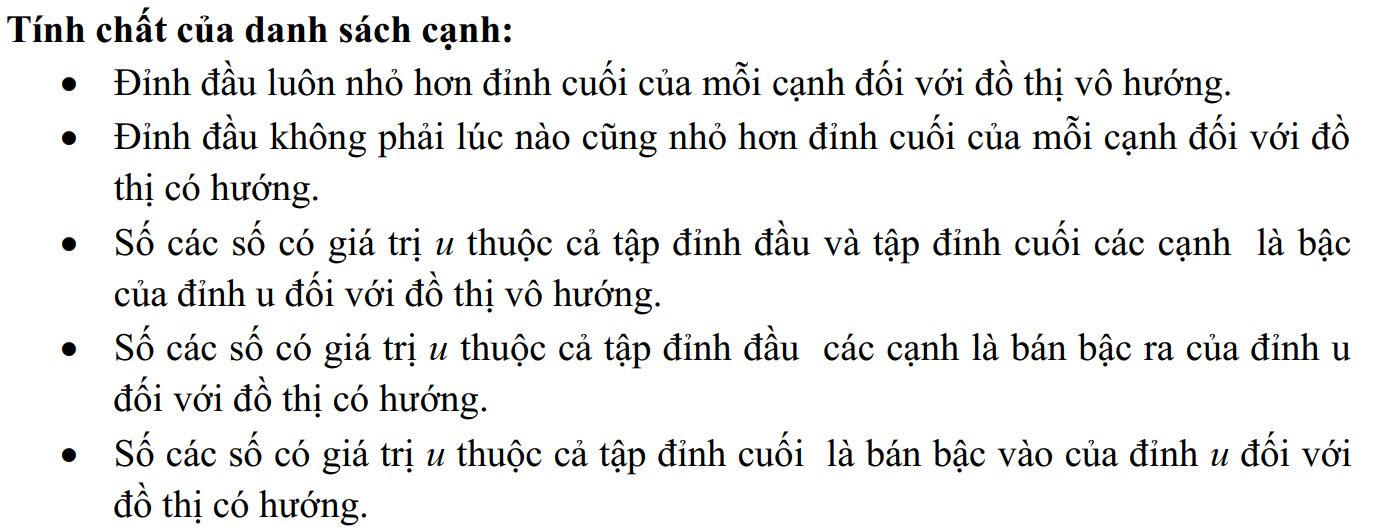 Tính chất của danh sách cạnh:
• Đỉnh đầu luôn nhỏ hơn đỉnh cuối của mỗi cạnh đối với đồ thị vô hướng.
• Đỉnh đầu không phải lúc nào cũng nhỏ hơn đỉnh cuối của mỗi cạnh đối với đồ
thị có hướng.
• Số các số có giá trị u thuộc cả tập đỉnh đầu và tập đỉnh cuối các cạnh là bậc
của đỉnh u đối với đồ thị vô hướng.
• Số các số có giá trị u thuộc cả tập đỉnh đầu các cạnh là bán bậc ra của đỉnh u
đối với đồ thị có hướng.
• Số các số có giá trị u thuộc cả tập đỉnh cuối là bán bậc vào của đỉnh u đối với
đồ thị có hướng.